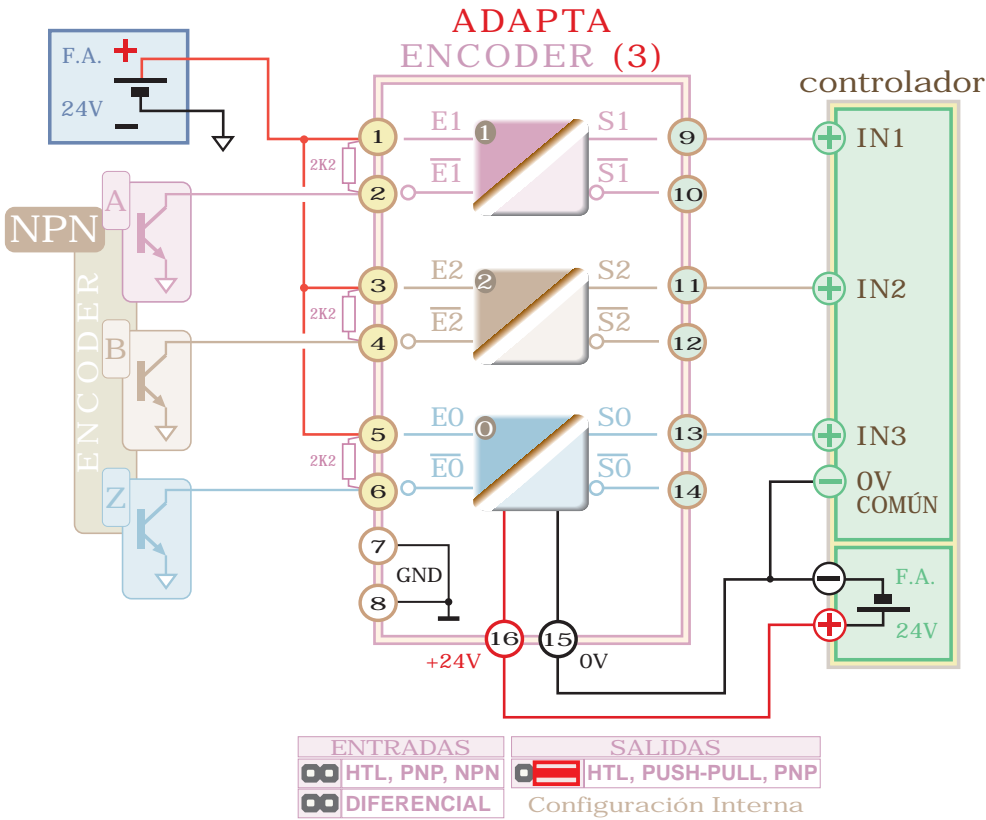 ADAPTA
ENCODER (3)
controlador
F.A.
+
24V
−
NPN
ENCODER
A
B
Z
2K2
2K2
2K2
1
2
3
4
5
6
7
8
GND
E1
E1
1
S1
S1
E2
E2
2
S2
S2
E0
E0
0
S0
S0
9
10
11
12
13
14
16
15
+24V
0V
+ IN1
+ IN2
+ IN3
− 0V
COMÚN
−
+
F.A.
24V
ENTRADAS
HTL, PNP, NPN
DIFERENCIAL
SALIDAS
HTL, PUSH-PULL, PNP
Configuración Interna